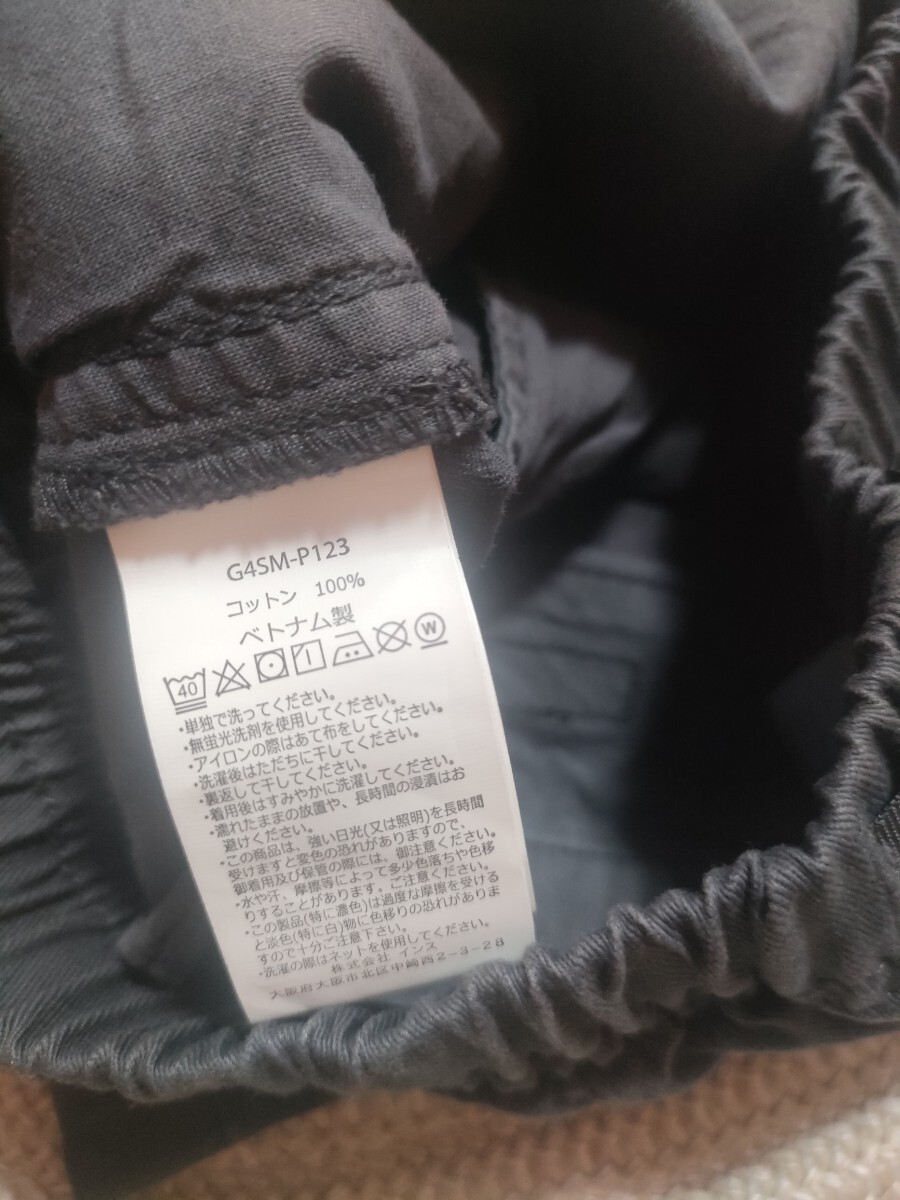 G4SM-P123
コットン 100%
ベトナム製
40 W
・単独で洗ってください。
・無蛍光洗剤を使用してください。
・アイロンの際はあて布をしてください。
・洗濯後はただちに干してください。
・裏返して干してください。
・着用後はすみやかに洗濯してください。
・濡れたままの放置や、長時間の浸漬はお
避けください。
・この商品は、強い日光(又は照明)を長時間
受けますと変色の恐れがありますので、
御着用及び保管の際には、御注意ください。
・水や汗、摩擦等によって多少色落ちや色移
りすることがあります。ご注意ください。
・この製品(特に濃色)は過度な摩擦を受ける
と淡色(特に白)物に色移りの恐れがありま
すので十分ご注意下さい。
・洗濯の際はネットを使用してください。
株式会社 インス
大阪府大阪市北区中崎西2-3-28